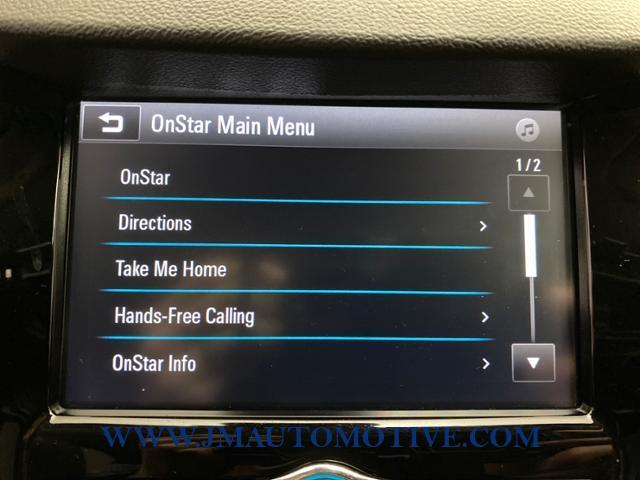 OnStar Main Menu
1/2
OnStar
Directions
Take Me Home
Hands-Free Calling
OnStar Info
WWW.JMAUTOMOTIVE.COM